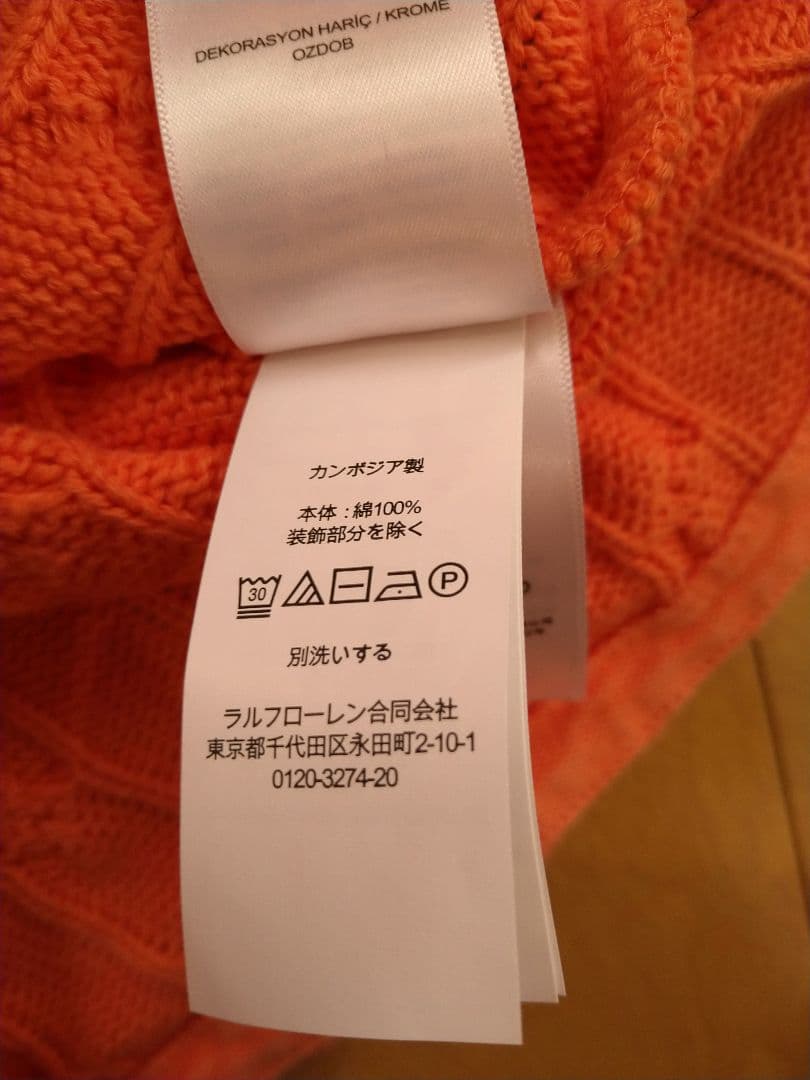 DEKORASYON HARİÇ / KROMĚ
OZDOB
カンボジア製
本体 : 綿100%
装飾部分を除く
30
P
別洗いする
ラルフローレン合同会社
東京都千代田区永田町2-10-1
0120-3274-20